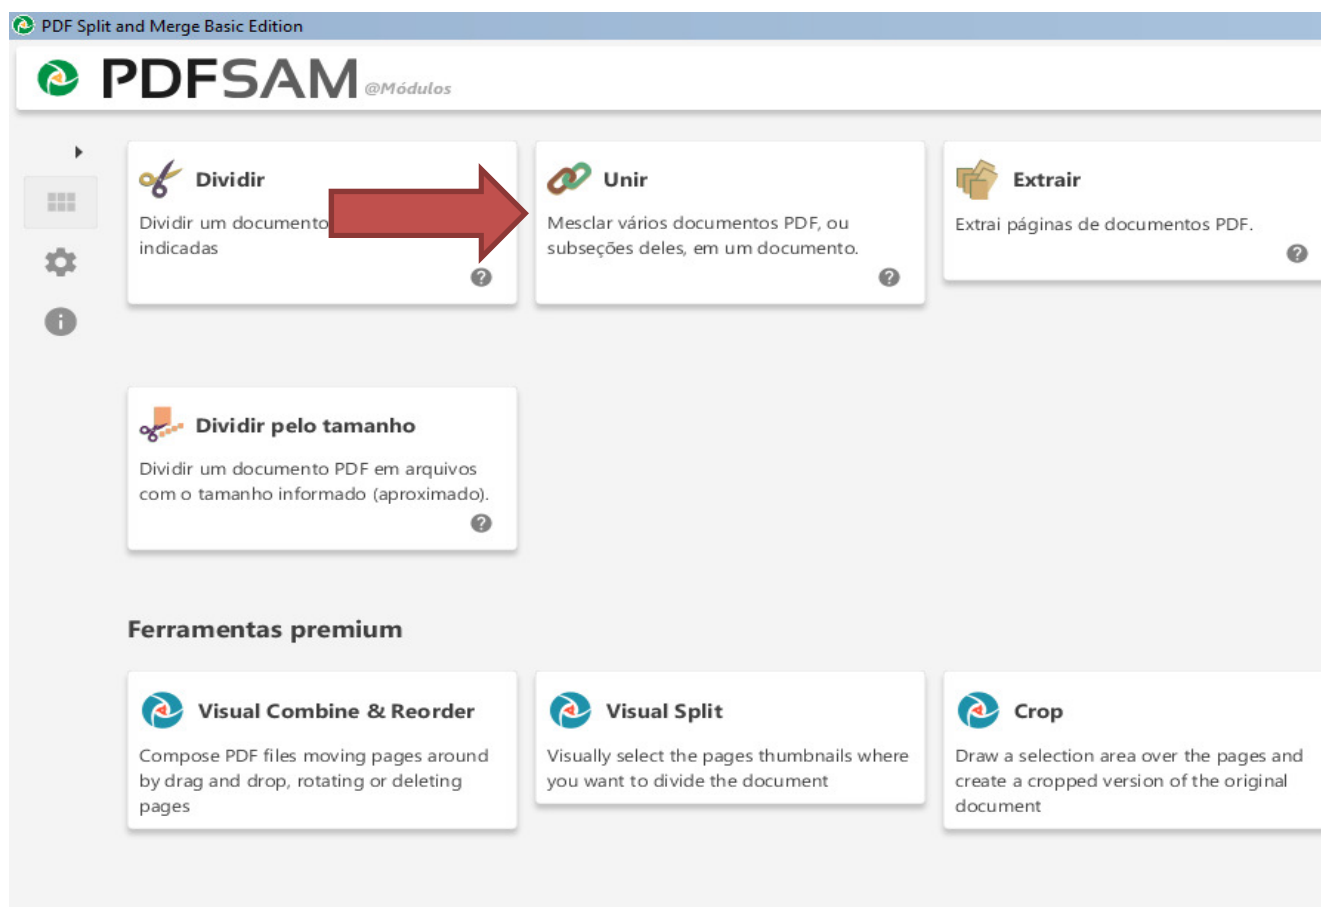 PDF Split and Merge Basic Edition
PDFSAM @Módulos
Dividir
Dividir um documento
indicadas
Unir
Mesclar vários documentos PDF, ou
subseções deles, em um documento.
Extrair
Extrai páginas de documentos PDF.
Dividir pelo tamanho
Dividir um documento PDF em arquivos
com o tamanho informado (aproximado).
Ferramentas premium
Visual Combine & Reorder
Compose PDF files moving pages around
by drag and drop, rotating or deleting
pages
Visual Split
Visually select the pages thumbnails where
you want to divide the document
Crop
Draw a selection area over the pages and
create a cropped version of the original
document